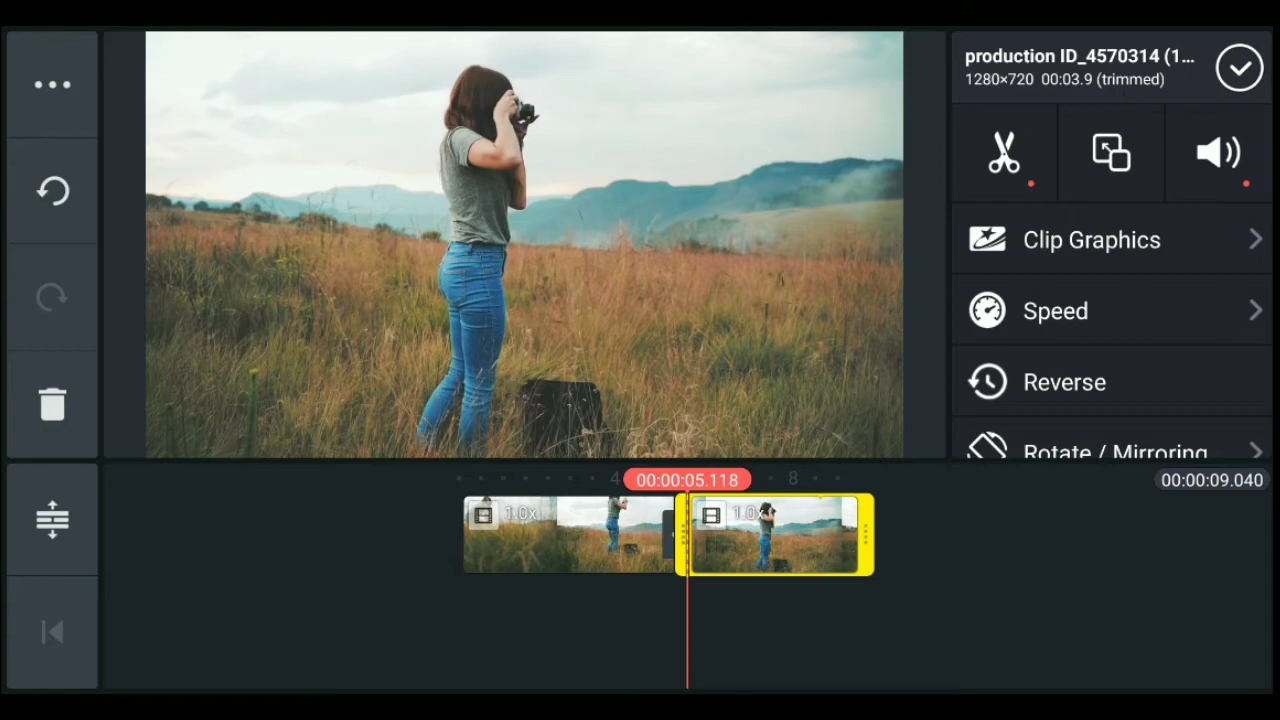 production ID_4570314 (1...
1280×720 00:03.9 (trimmed)
Clip Graphics
Speed
Reverse
Rotate / Mirroring
4
00:00:05.118
8
00:00:09.040
1.0x
1.0x